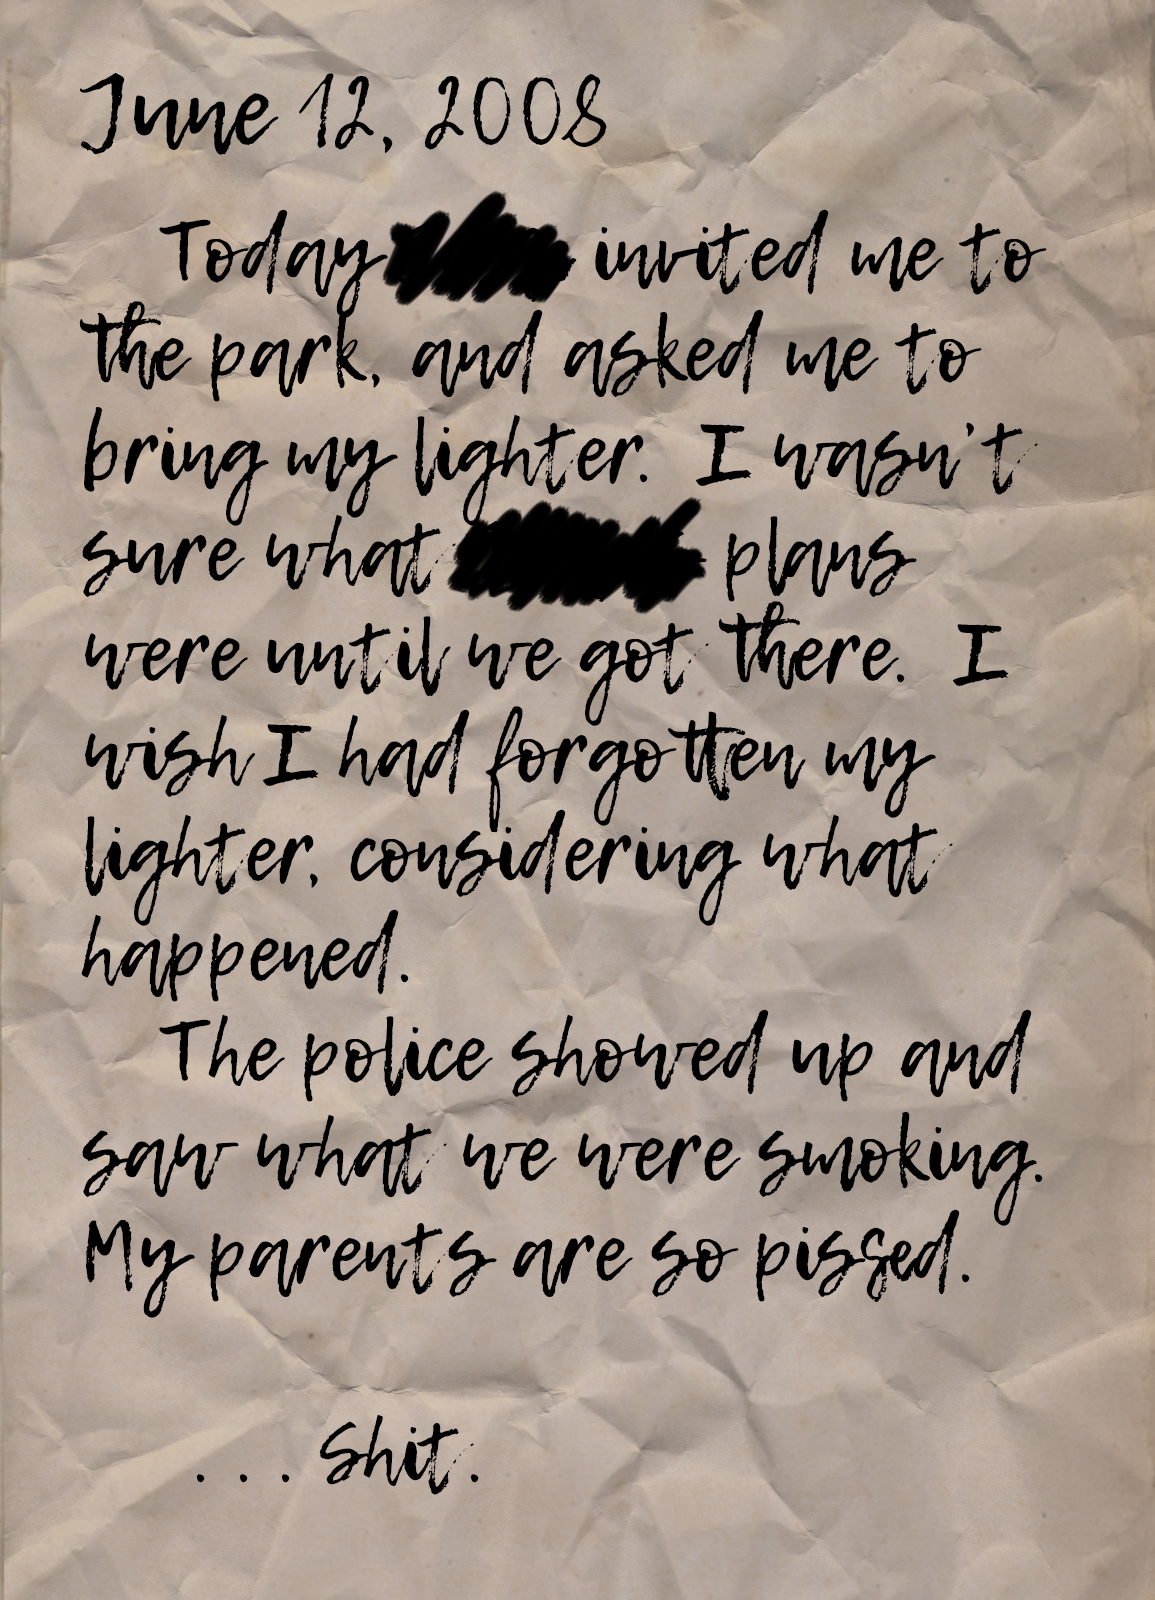 June 12, 2008
Today invited me to
the park, and asked me to
bring my lighter. I wasn't
sure what plans
were until we got there. I
wish I had forgotten my
lighter, considering what
happened.
The police showed up and
saw what we were smoking.
My parents are so pissed.
. . . Shit.